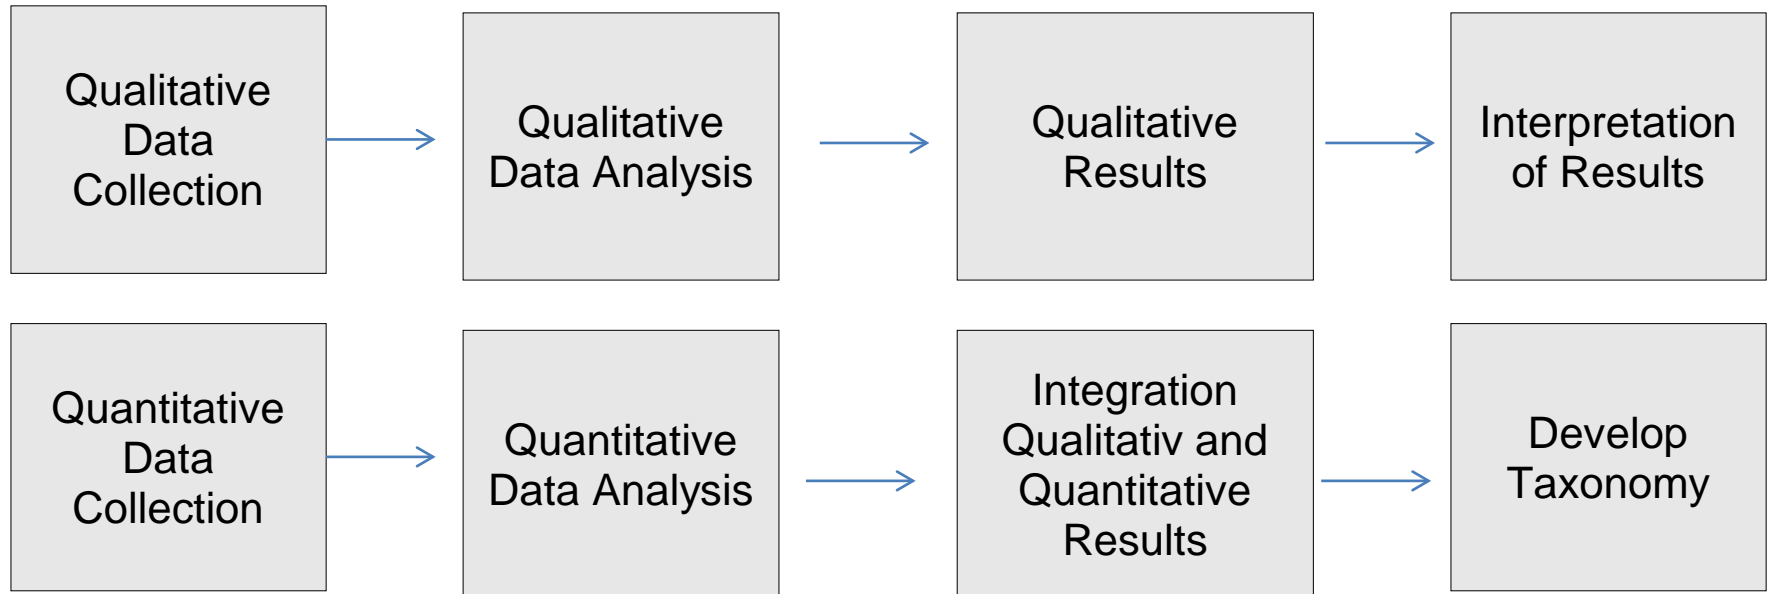 Qualitative
Data
Collection
Qualitative
Data Analysis
Qualitative
Results
Interpretation
of Results
Quantitative
Data
Collection
Quantitative
Data Analysis
Integration
Qualitativ and
Quantitative
Results
Develop
Taxonomy